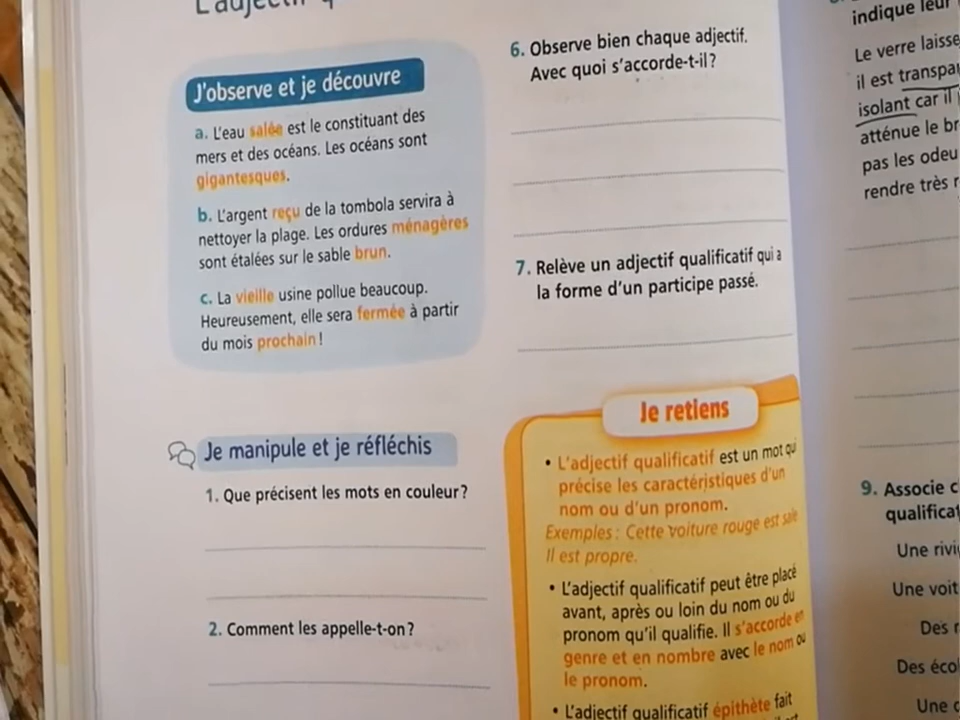 L'adjectif
J'observe et je découvre
a. L'eau salée est le constituant des
mers et des océans. Les océans sont
gigantesques.
b. L'argent reçu de la tombola servira à
nettoyer la plage. Les ordures ménagères
sont étalées sur le sable brun.
c. La vieille usine pollue beaucoup.
Heureusement, elle sera fermée à partir
du mois prochain !
Je manipule et je réfléchis
1. Que précisent les mots en couleur ?
2. Comment les appelle-t-on ?
6. Observe bien chaque adjectif.
Avec quoi s'accorde-t-il ?
7. Relève un adjectif qualificatif qui a
la forme d'un participe passé.
Je retiens
• L'adjectif qualificatif est un mot qui
précise les caractéristiques d'un
nom ou d'un pronom.
Exemples : Cette voiture rouge est sale
Il est propre.
• L'adjectif qualificatif peut être placé
avant, après ou loin du nom ou du
pronom qu'il qualifie. Il s'accorde en
genre et en nombre avec le nom ou
le pronom.
• L'adjectif qualificatif épithète fait
indique leur
Le verre laisse
il est
isolant car il
atténue le
pas les
rendre très
9. Associe
Une
Une
Des
Des
Une